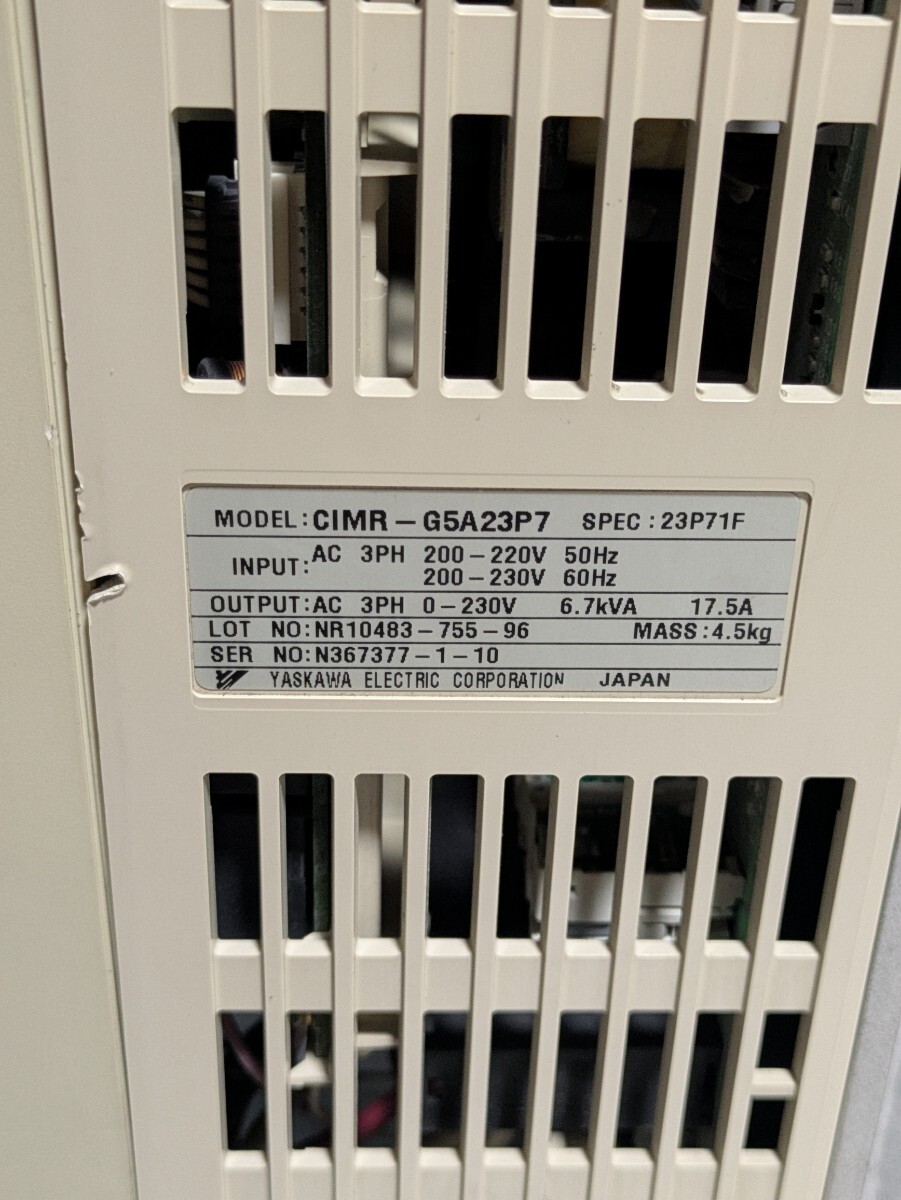 MODEL:CIMR-G5A23P7 SPEC:23P71F
INPUT:AC 3PH 200-220V 50Hz
200-230V 60Hz
OUTPUT:AC 3PH 0-230V 6.7kVA 17.5A
LOT NO:NR10483-755-96 MASS:4.5kg
SER NO:N367377-1-10
YASKAWA ELECTRIC CORPORATION JAPAN